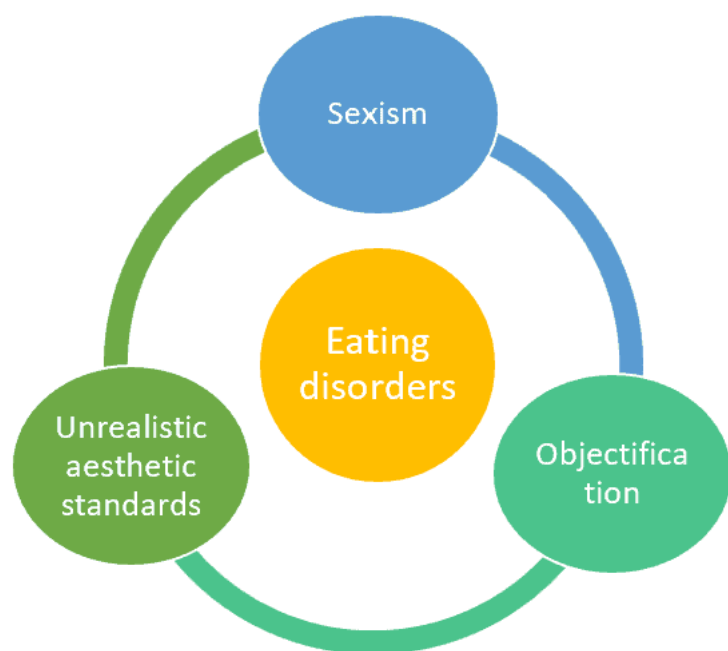 Sexism
Eating
disorders
Unrealistic
aesthetic
standards
Objectifica
tion